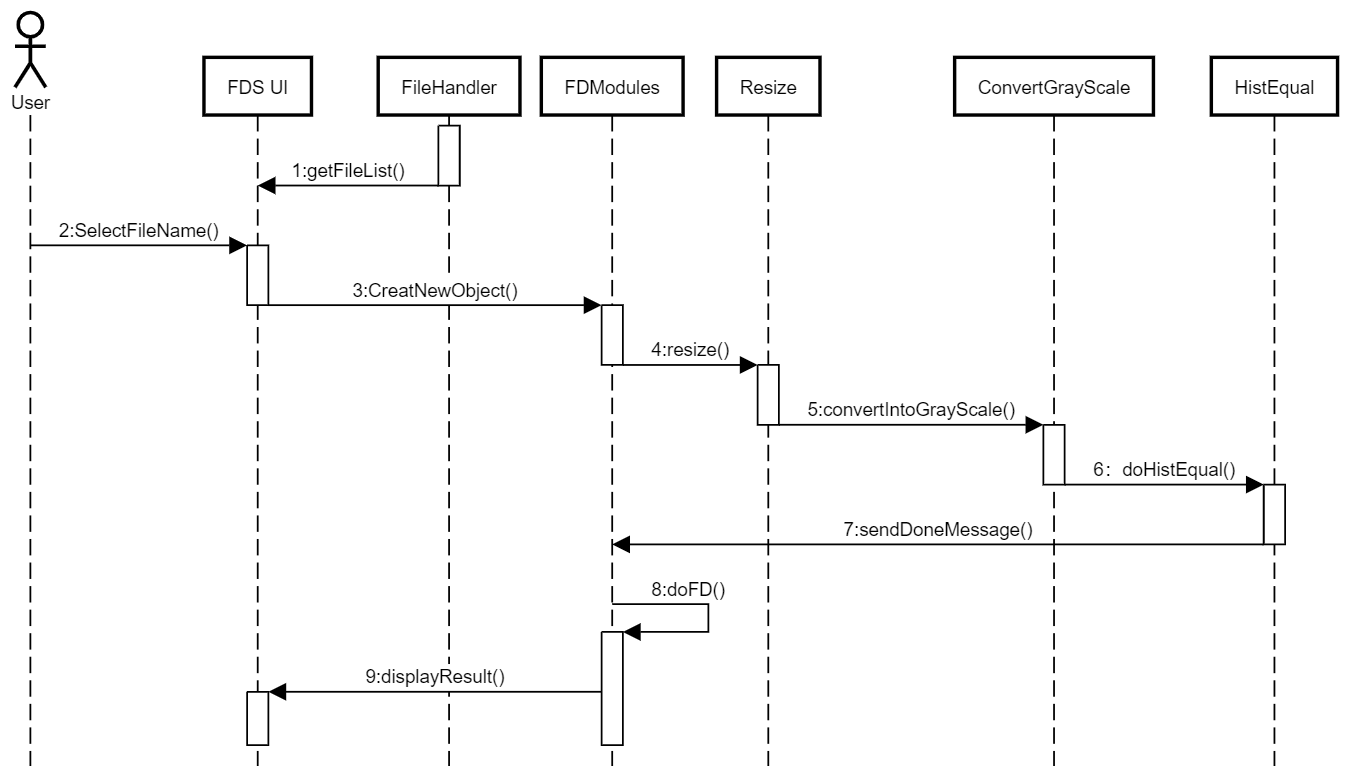 User
FDS UI
FileHandler
FDModules
Resize
ConvertGrayScale
HistEqual
1:getFileList()
2:SelectFileName()
3:CreatNewObject()
4:resize()
5:convertIntoGrayScale()
6: doHistEqual()
7:sendDoneMessage()
8:doFD()
9:displayResult()